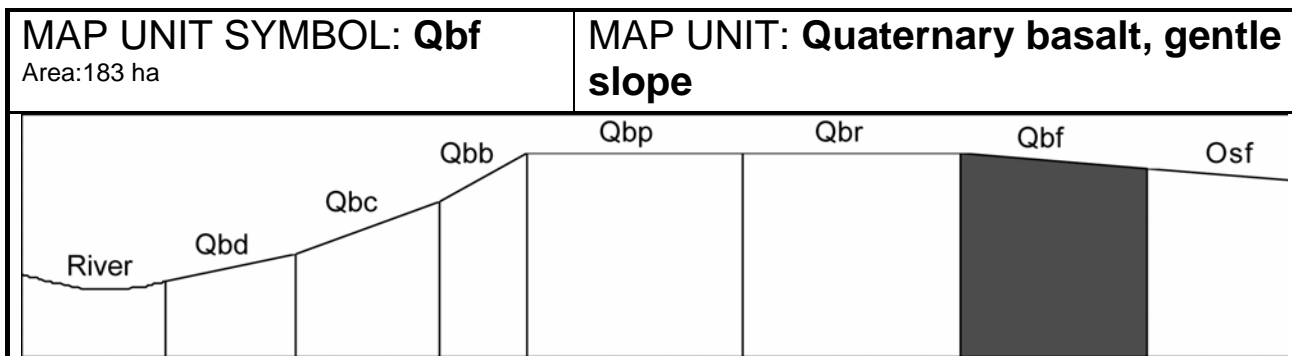 MAP UNIT SYMBOL: Qbf
Area:183 ha
MAP UNIT: Quaternary basalt, gentle
slope
Qbp
Qbr
Qbf
Osf
Qbb
Qbc
Qbd
River